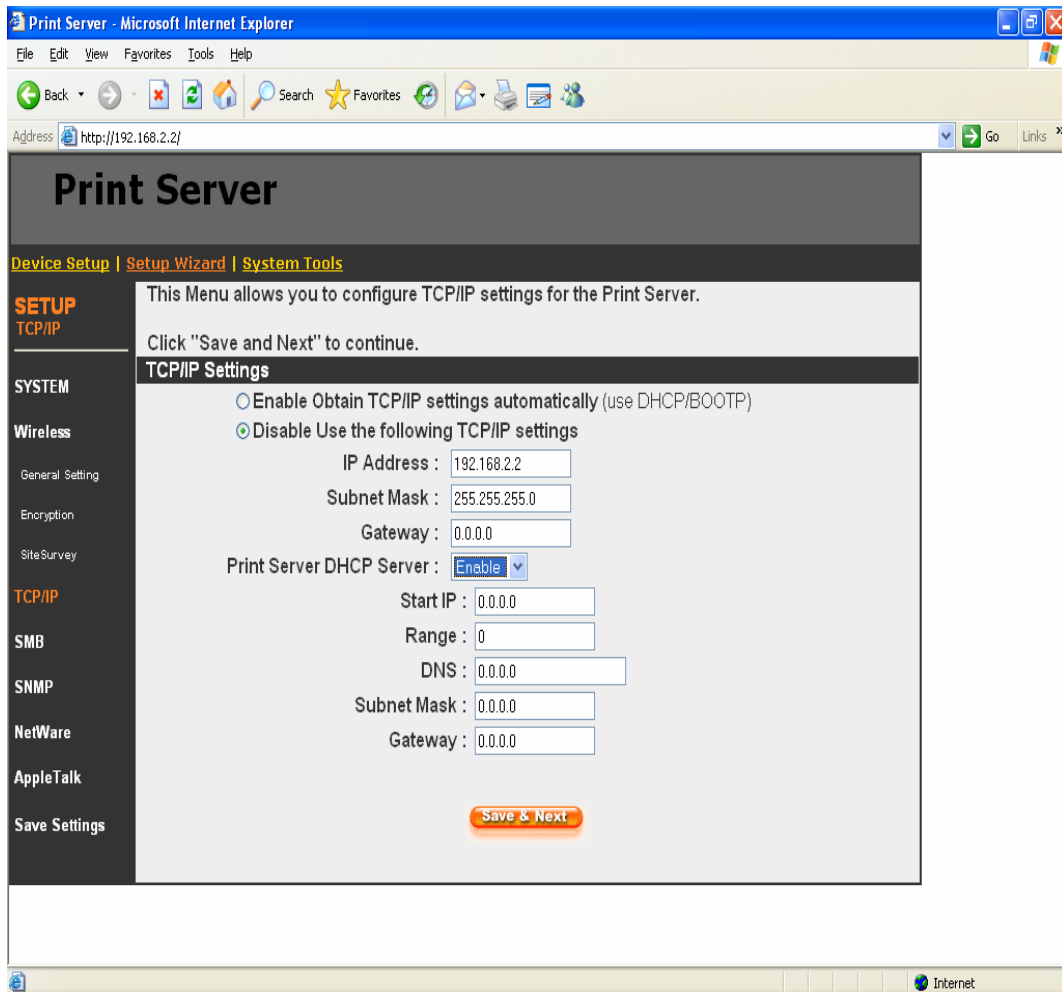 Print Server - Microsoft Internet Explorer
File Edit View Favorites Tools Help
Back Search Favorites
Address http://192.168.2.2/ Go Links »
Print Server
Device Setup | Setup Wizard | System Tools
SETUP
TCP/IP
SYSTEM
Wireless
General Setting
Encryption
SiteSurvey
TCP/IP
SMB
SNMP
NetWare
AppleTalk
Save Settings
This Menu allows you to configure TCP/IP settings for the Print Server.
Click "Save and Next" to continue.
TCP/IP Settings
Enable Obtain TCP/IP settings automatically (use DHCP/BOOTP)
Disable Use the following TCP/IP settings
IP Address : 192.168.2.2
Subnet Mask : 255.255.255.0
Gateway : 0.0.0.0
Print Server DHCP Server : Enable
Start IP : 0.0.0.0
Range : 0
DNS : 0.0.0.0
Subnet Mask : 0.0.0.0
Gateway : 0.0.0.0
Save & Next
Internet